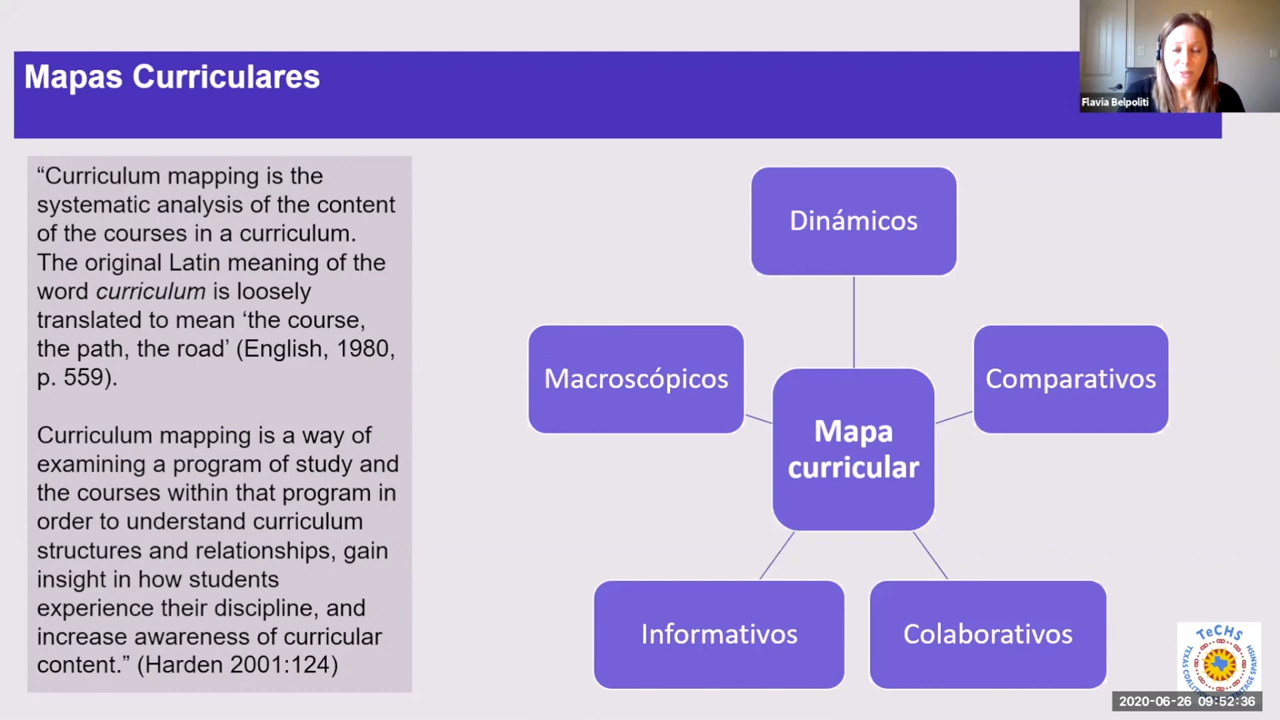 Mapas Curriculares
Flavia Belpoliti
“Curriculum mapping is the
systematic analysis of the content
of the courses in a curriculum.
The original Latin meaning of the
word curriculum is loosely
translated to mean ‘the course,
the path, the road’ (English, 1980,
p. 559).
Curriculum mapping is a way of
examining a program of study and
the courses within that program in
order to understand curriculum
structures and relationships, gain
insight in how students
experience their discipline, and
increase awareness of curricular
content.” (Harden 2001:124)
Dinámicos
Macroscópicos
Comparativos
Mapa
curricular
Informativos
Colaborativos
TeCHS
2020-06-26 09:52:36